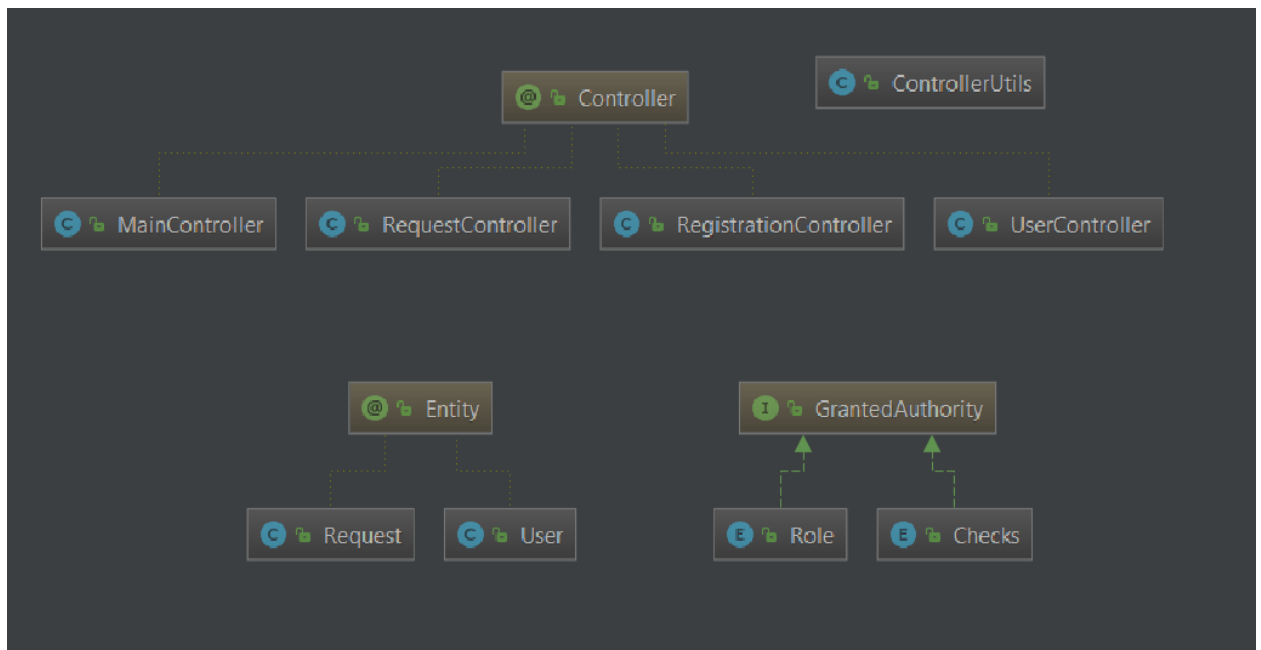 @ Controller
C ControllerUtils
C MainController
C RequestController
C RegistrationController
C UserController
@ Entity
I GrantedAuthority
C Request
C User
E Role
E Checks